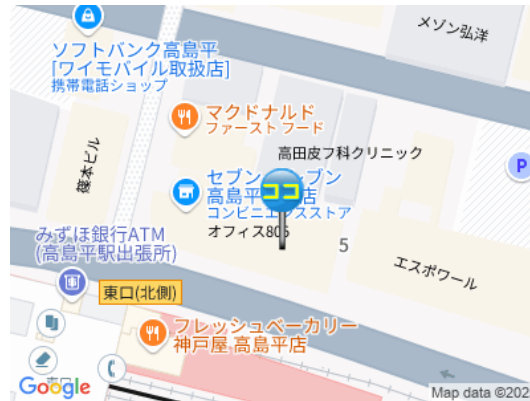 メゾン弘洋
ソフトバンク高島平
[ワイモバイル取扱店]
携帯電話ショップ
マクドナルド
ファースト フード
高田皮フ科クリニック
篠本ビル
P
セブン
ブン
高島平
店
コンビニエンスストア
ココ
オフィス805
5
みずほ銀行ATM
(高島平駅出張所)
エスポワール
東口(北側)
フレッシュベーカリー
神戸屋 高島平店
Google
Map data ©202